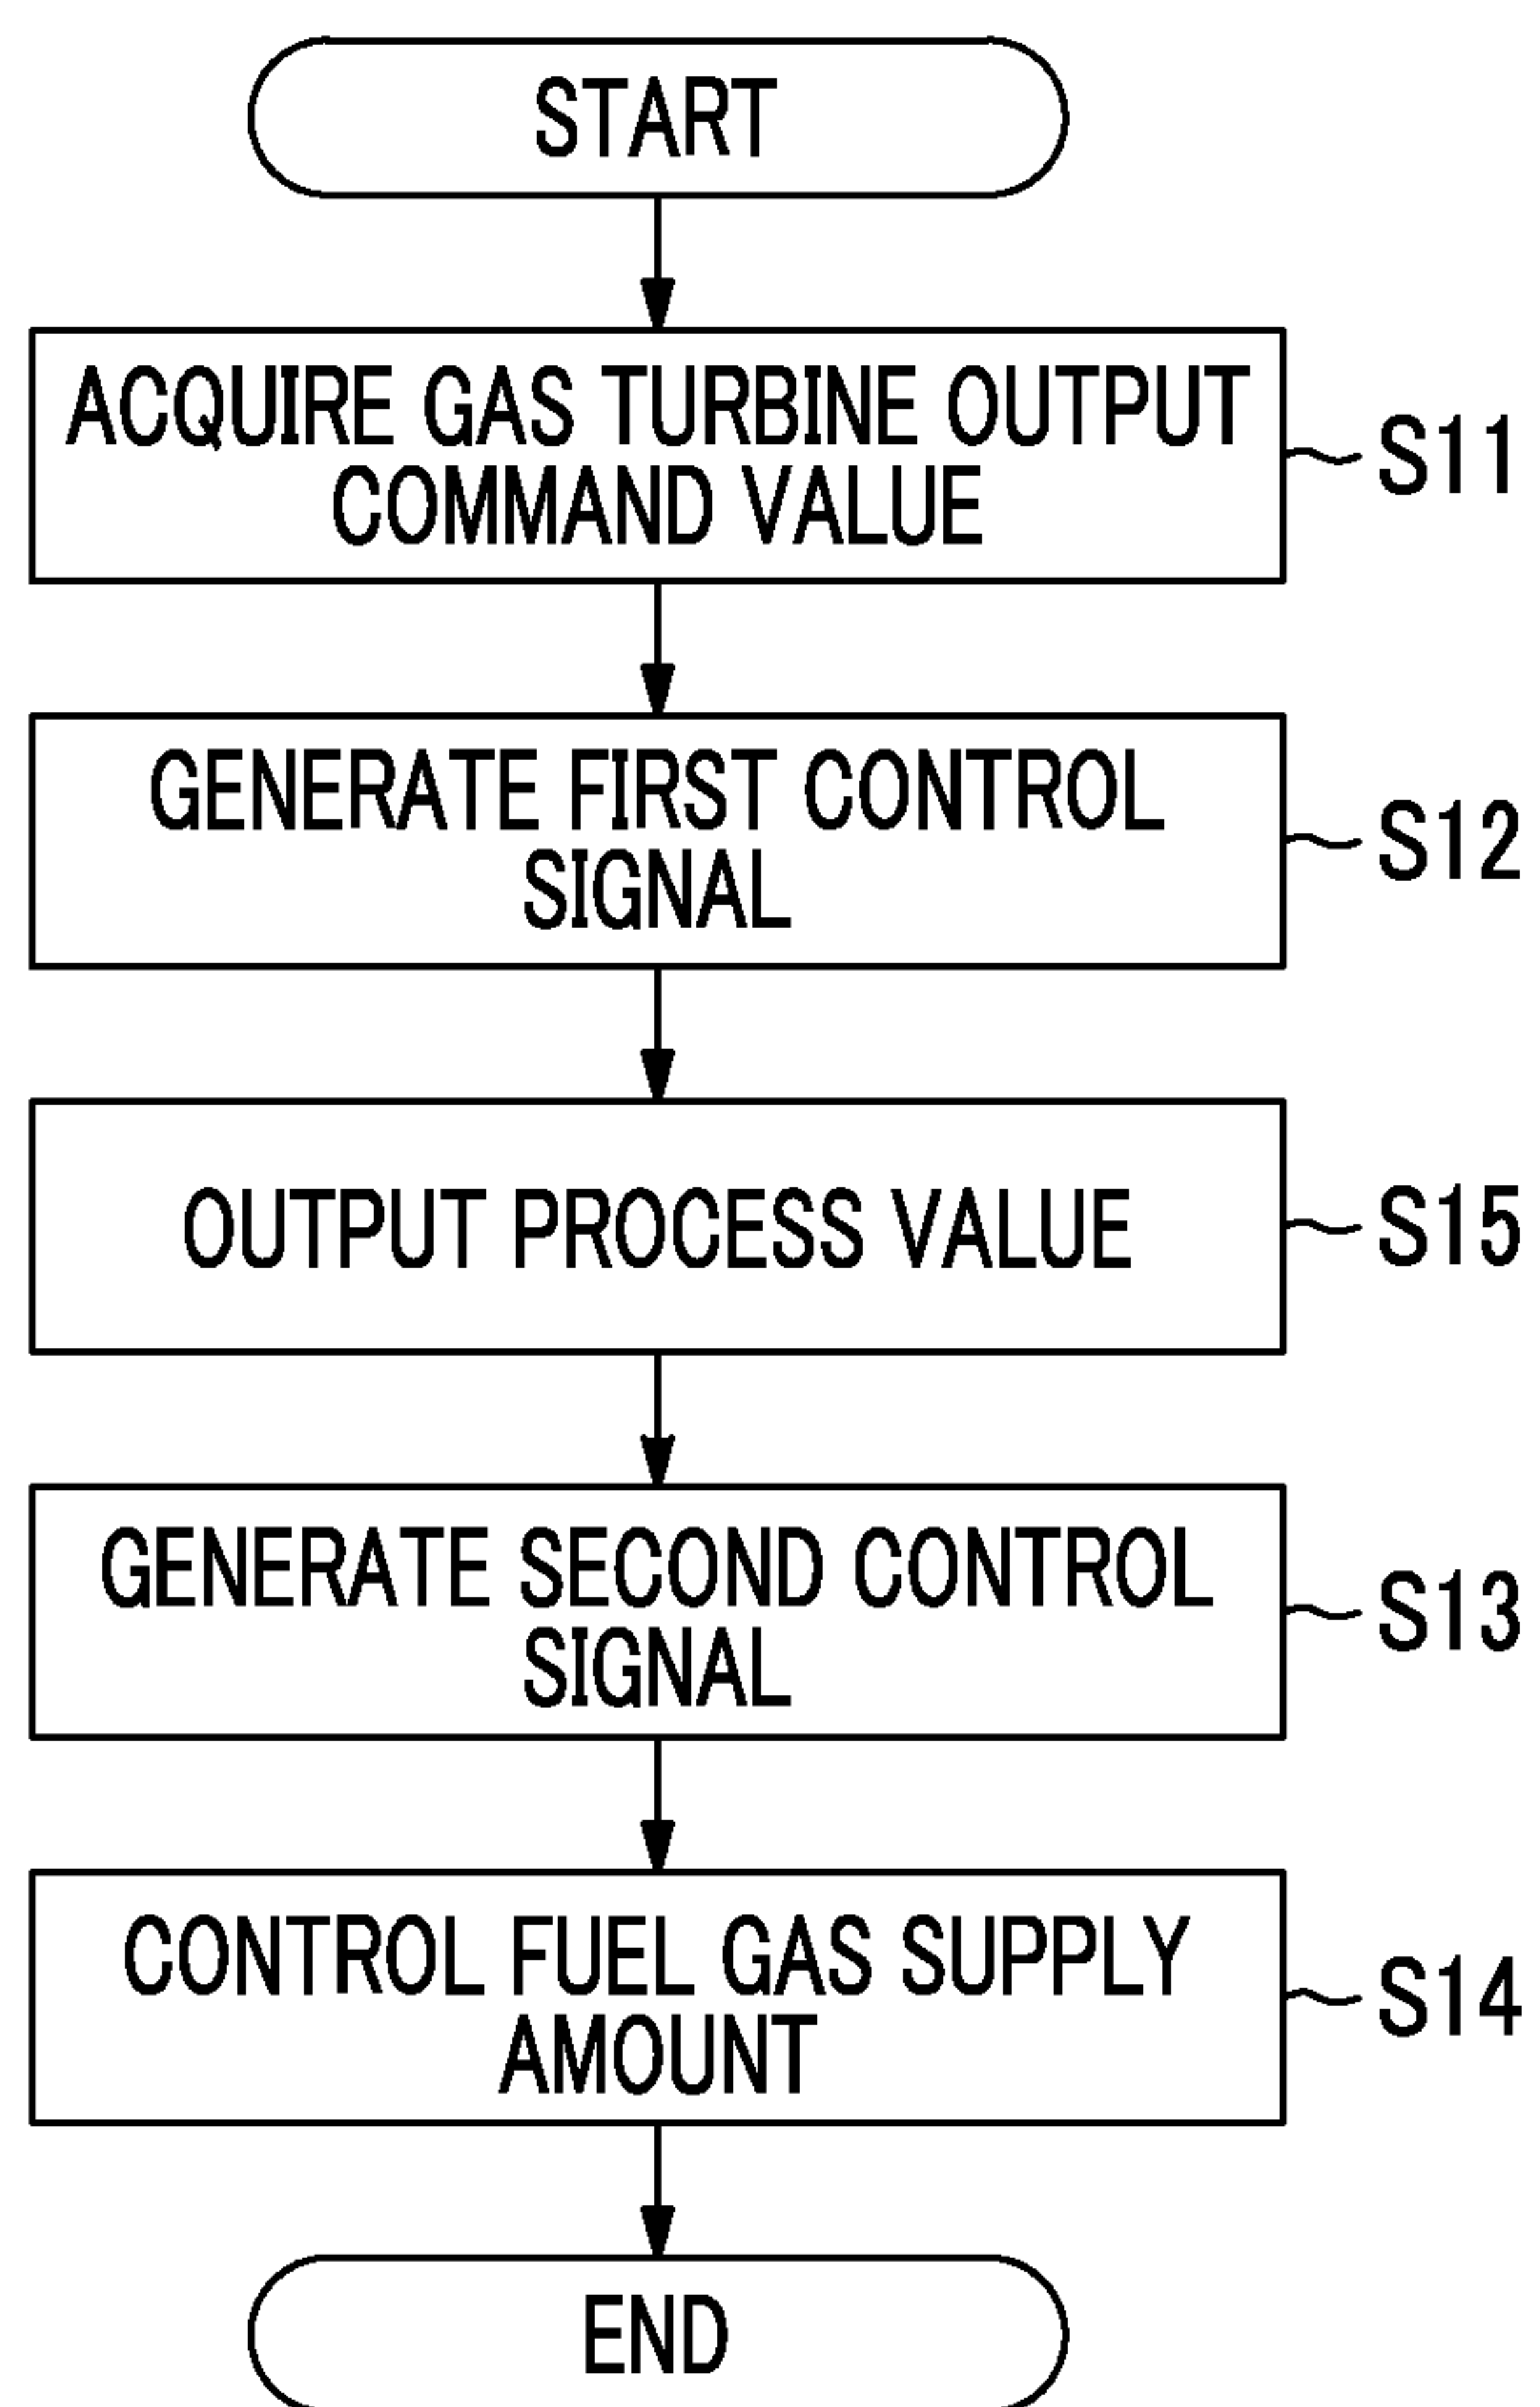 START
ACQUIRE GAS TURBINE OUTPUT
COMMAND VALUE
S11
GENERATE FIRST CONTROL
SIGNAL
S12
OUTPUT PROCESS VALUE
S15
GENERATE SECOND CONTROL
SIGNAL
S13
CONTROL FUEL GAS SUPPLY
AMOUNT
S14
END